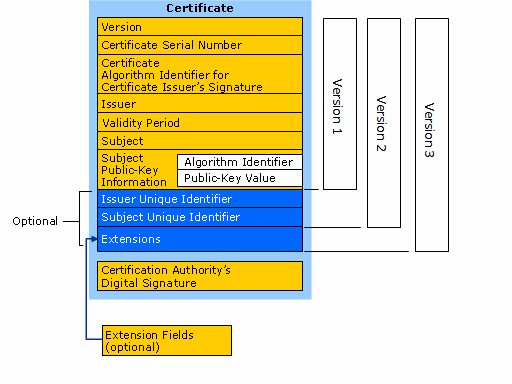 Certificate
Version
Certificate Serial Number
Certificate
Algorithm Identifier for
Certificate Issuer's Signature
Issuer
Validity Period
Subject
Subject
Public-Key
Information
Algorithm Identifier
Public-Key Value
Issuer Unique Identifier
Subject Unique Identifier
Extensions
Optional
Certification Authority's
Digital Signature
Extension Fields
(optional)
Version 1
Version 2
Version 3